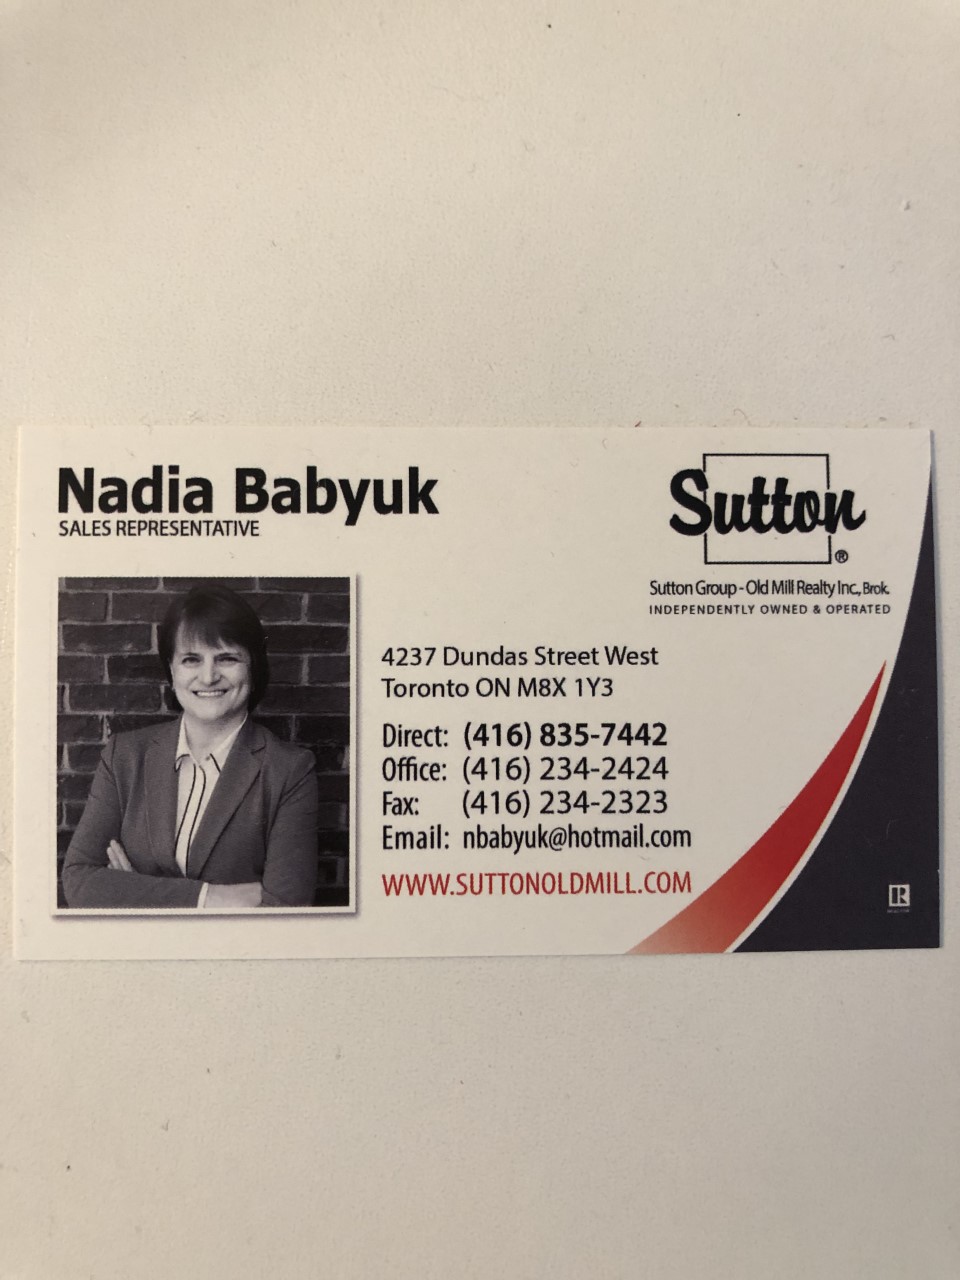 Nadia Babyuk
SALES REPRESENTATIVE
Sutton
®
Sutton Group - Old Mill Realty Inc., Brok.
INDEPENDENTLY OWNED & OPERATED
4237 Dundas Street West
Toronto ON M8X 1Y3
Direct: (416) 835-7442
Office: (416) 234-2424
Fax: (416) 234-2323
Email: nbabyuk@hotmail.com
WWW.SUTTONOLDMILL.COM
R